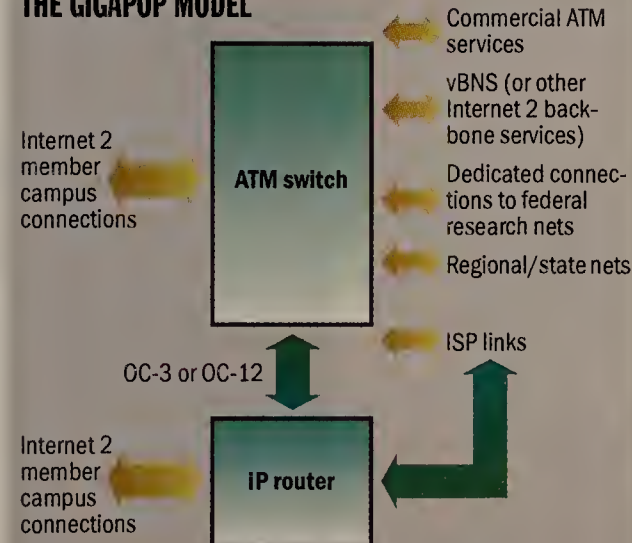 THE GIGAPOP MODEL
Commercial ATM
services
vBNS (or other
Internet 2 back-
bone services)
Internet 2
member
campus
connections
ATM switch
Dedicated connec-
tions to federal
research nets
Regional/state nets
ISP links
OC-3 or OC-12
Internet 2
member
campus
connections
IP router